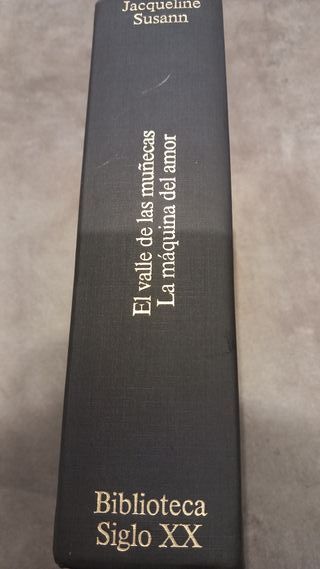 Jacqueline
Susann
El valle de las muñecas
La máquina del amor
Biblioteca
Siglo XX